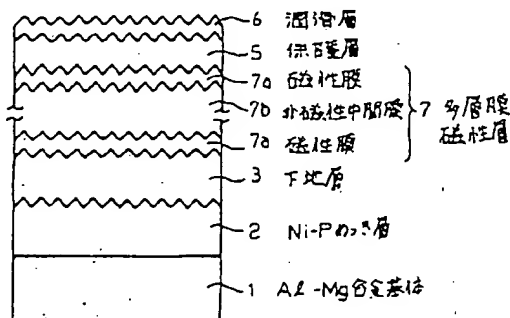 6 潤滑層
5 保護層
7a 磁性膜
7b 非磁性中間膜
7 多層膜磁性層
7a 磁性膜
3 下地層
2 Ni-Pめっき層
1 Al-Mg合金基体